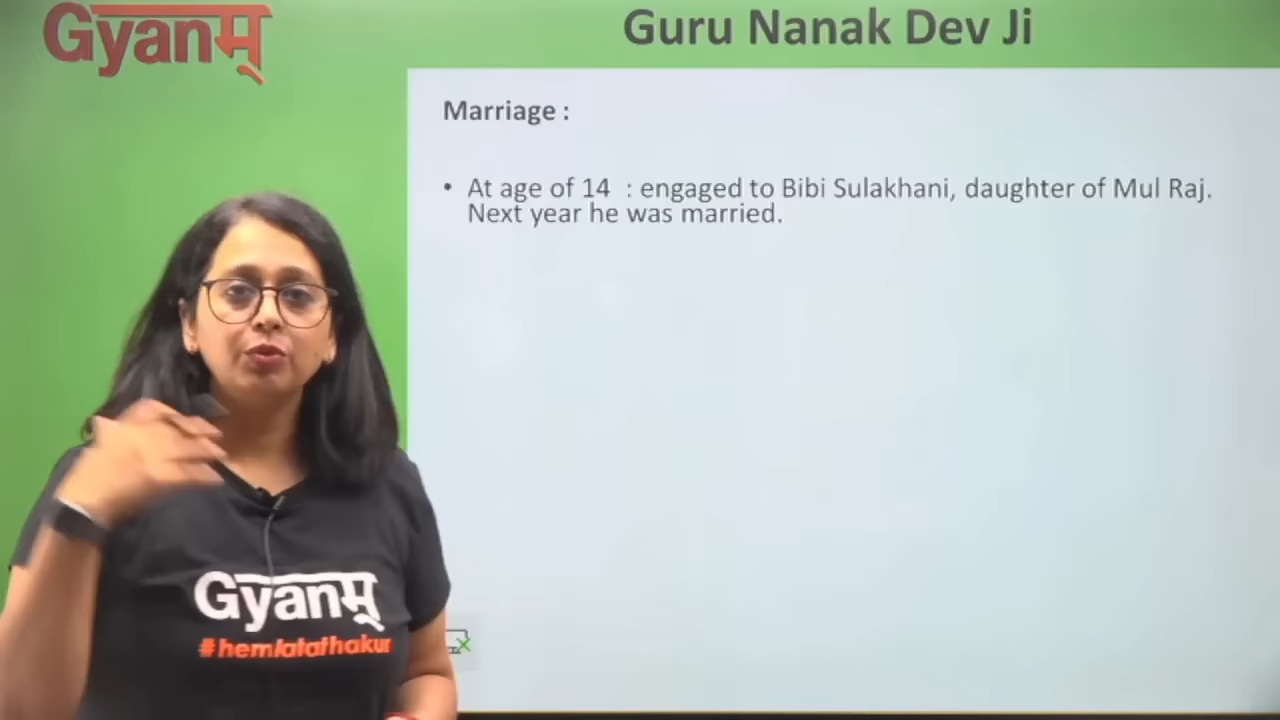 Gyanम्
Guru Nanak Dev Ji
Marriage :
• At age of 14 : engaged to Bibi Sulakhani, daughter of Mul Raj.
Next year he was married.
Gyanम्
#hemlatathakur